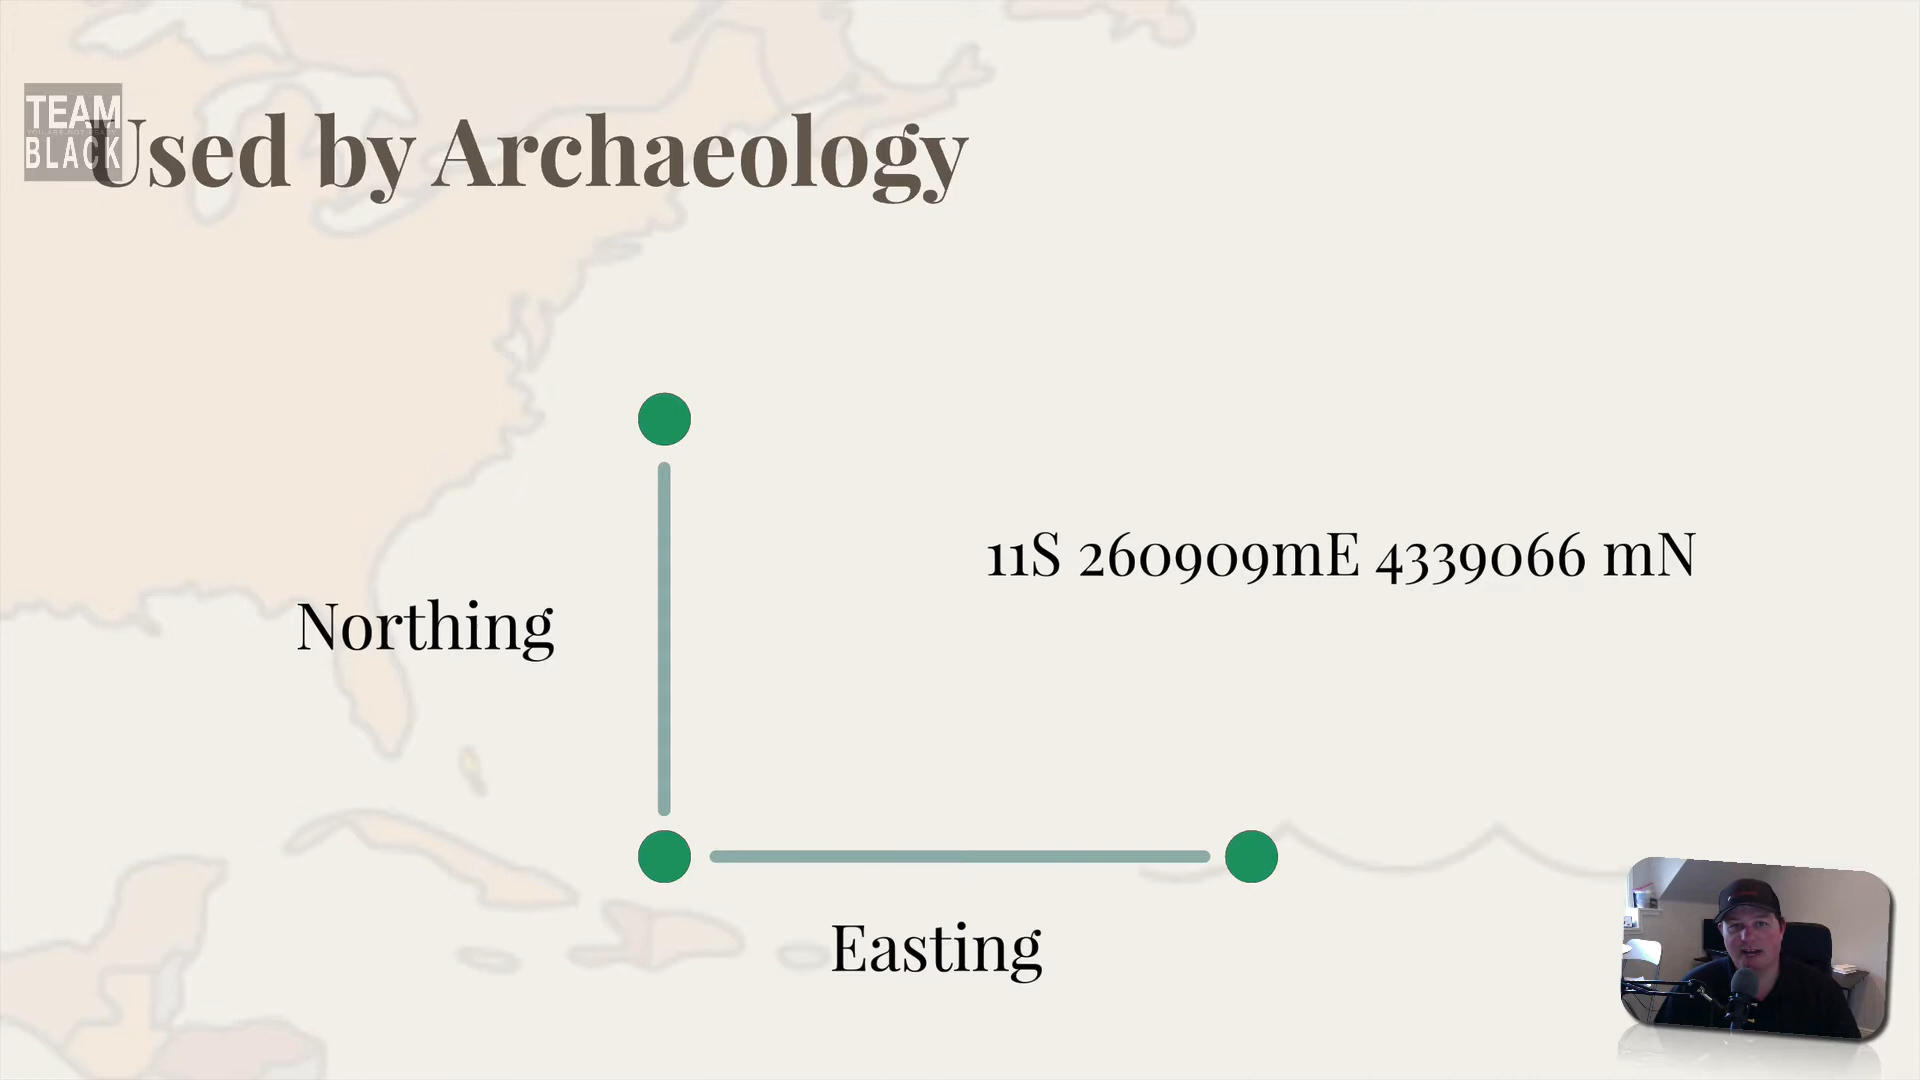 TEAM
BLACK
Used by Archaeology
11S 260909mE 4339066 mN
Northing
Easting